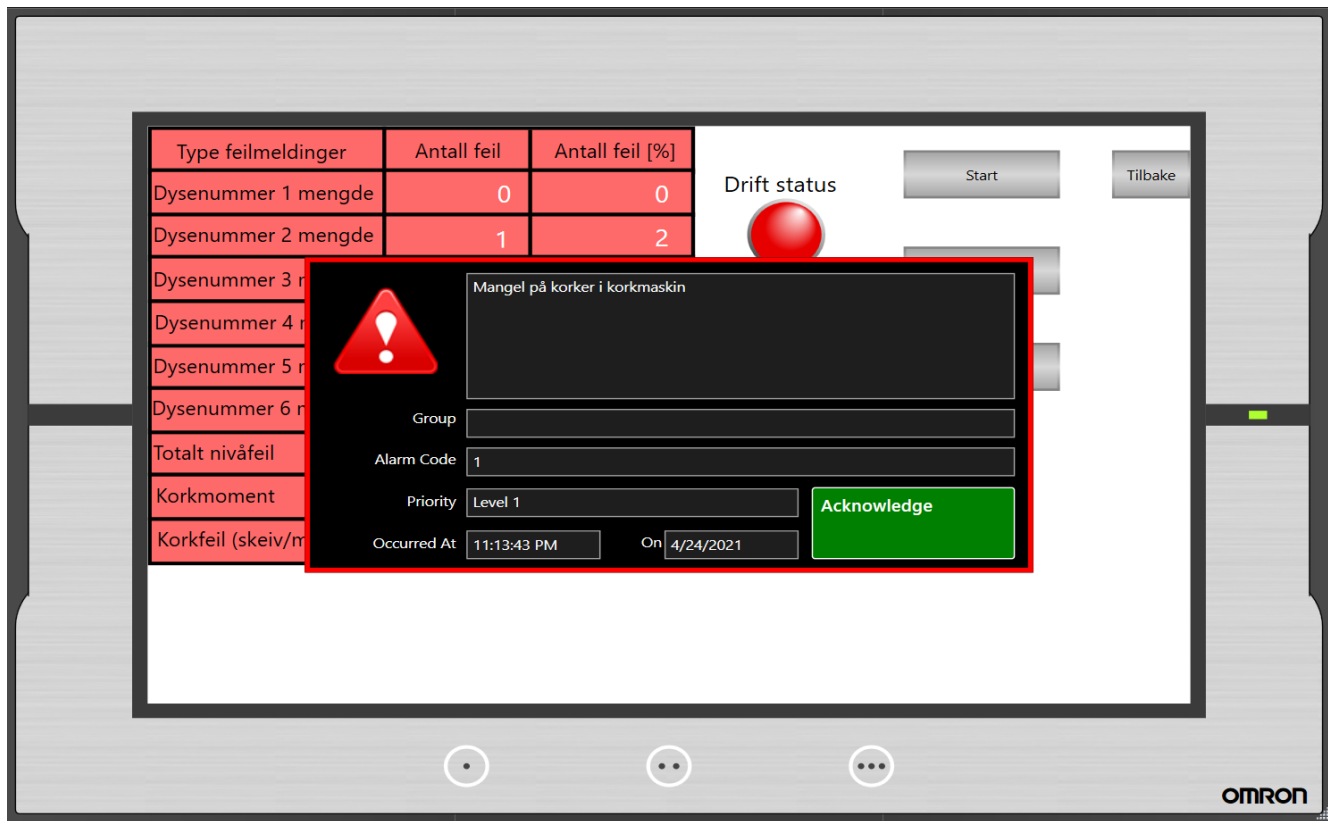 Type feilmeldinger Antall feil Antall feil [%]
Dysenummer 1 mengde 0 0
Dysenummer 2 mengde 1 2
Dysenummer 3
Dysenummer 4
Dysenummer 5
Dysenummer 6
Totalt nivåfeil
Korkmoment
Korkfeil (skeiv/m
Drift status
Start
Tilbake
Mangel på korker i korkmaskin
Group
Alarm Code 1
Priority Level 1
Occurred At 11:13:43 PM On 4/24/2021
Acknowledge
OMRON